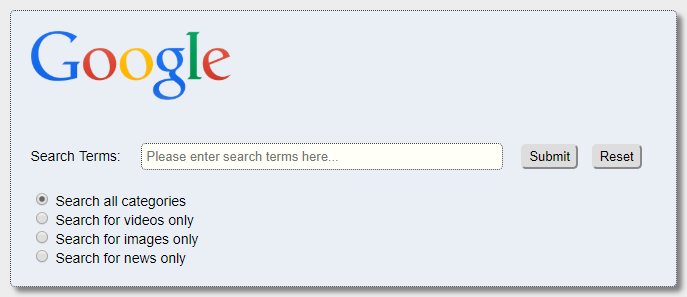 Google
Search Terms: Please enter search terms here... Submit Reset
Search all categories
Search for videos only
Search for images only
Search for news only